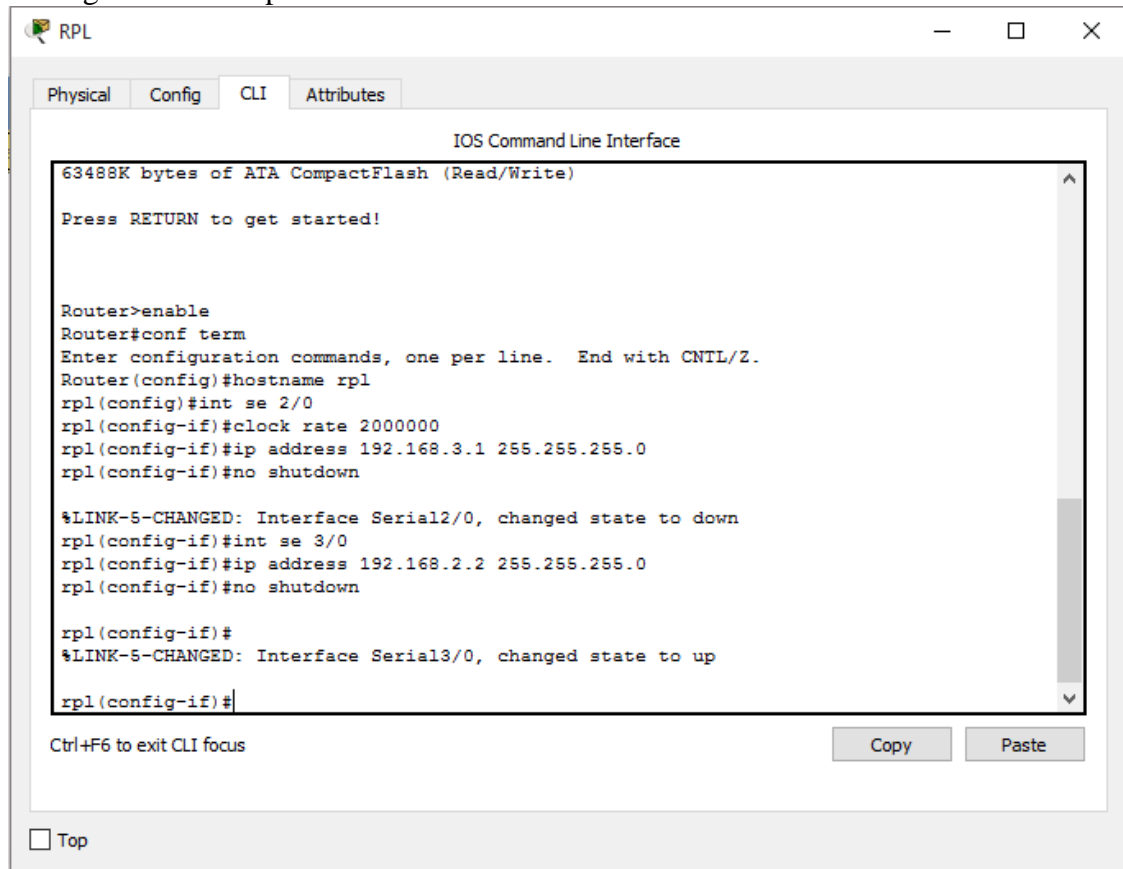 RPL
Physical Config CLI Attributes
IOS Command Line Interface
63488K bytes of ATA CompactFlash (Read/Write)
Press RETURN to get started!
Router>enable
Router#conf term
Enter configuration commands, one per line.  End with CNTL/Z.
Router(config)#hostname rpl
rpl(config)#int se 2/0
rpl(config-if)#clock rate 2000000
rpl(config-if)#ip address 192.168.3.1 255.255.255.0
rpl(config-if)#no shutdown
%LINK-5-CHANGED: Interface Serial2/0, changed state to down
rpl(config-if)#int se 3/0
rpl(config-if)#ip address 192.168.2.2 255.255.255.0
rpl(config-if)#no shutdown
rpl(config-if)#
%LINK-5-CHANGED: Interface Serial3/0, changed state to up
rpl(config-if)#
Ctrl+F6 to exit CLI focus
Copy Paste
Top